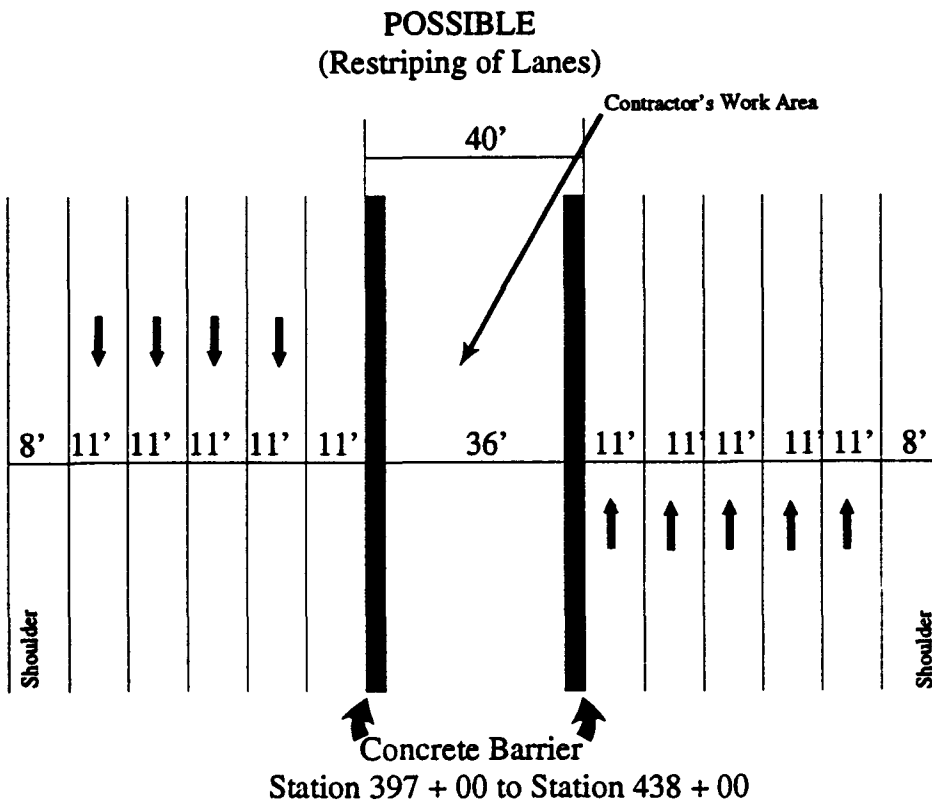 POSSIBLE
(Restriping of Lanes)
Contractor's Work Area
40'
8' 11' 11' 11' 11' 11' 36' 11' 11' 11' 11' 11' 8'
Shoulder
Shoulder
Concrete Barrier
Station 397 + 00 to Station 438 + 00